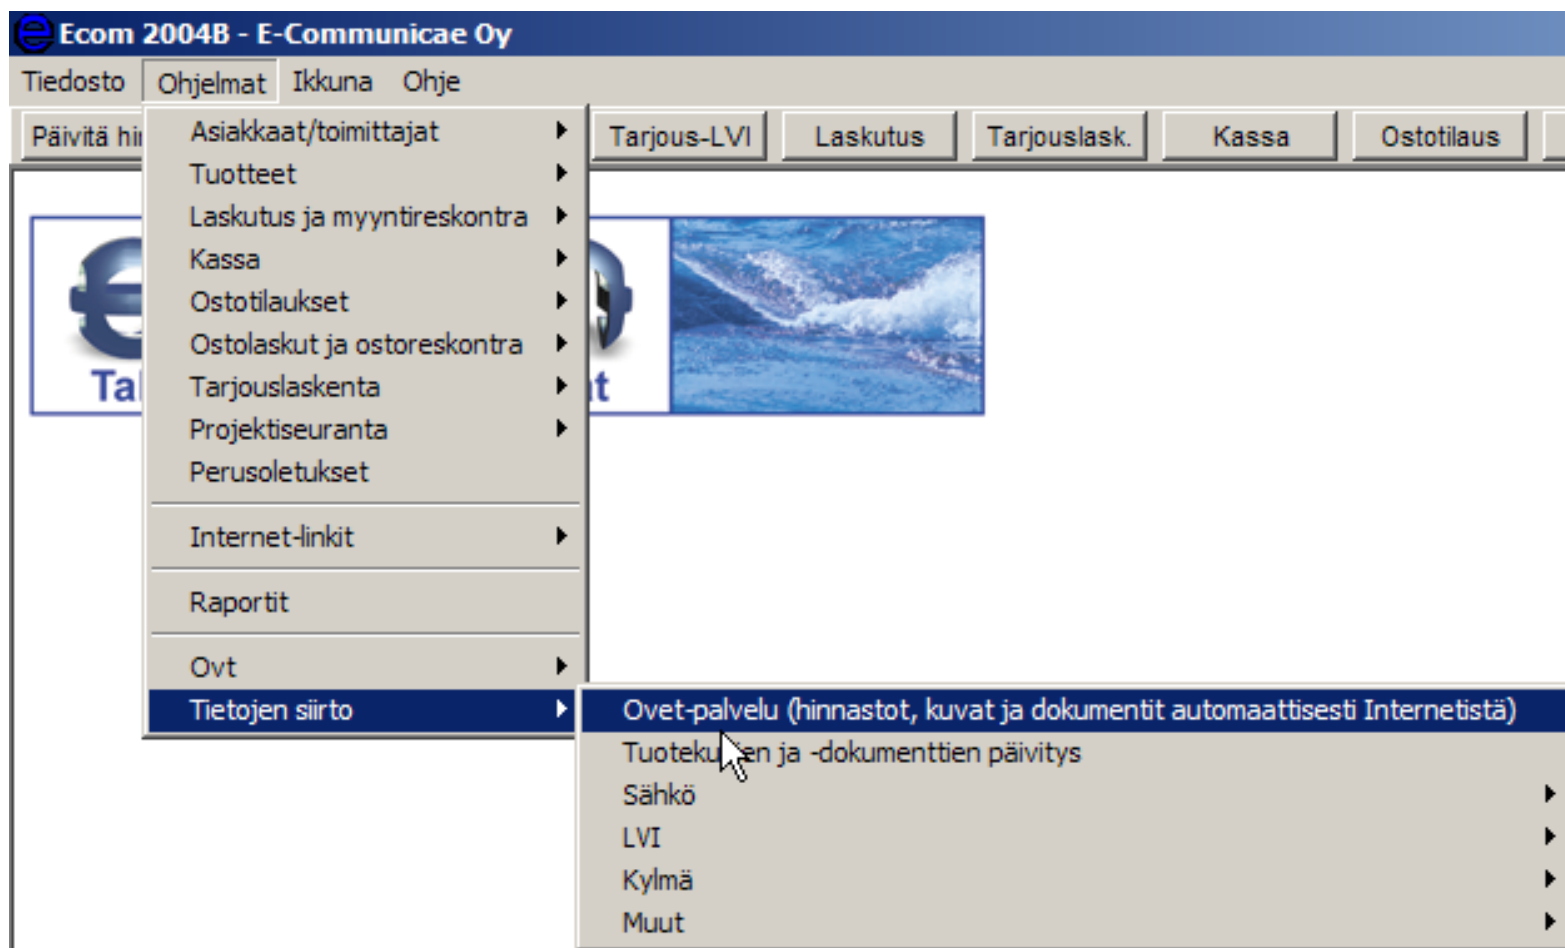 Ecom 2004B - E-Communicae Oy
Tiedosto Ohjelmat Ikkuna Ohje
Päivitä Tarjous-LVI Laskutus Tarjouslask. Kassa Ostotilaus
Asiakkaat/toimittajat
Tuotteet
Laskutus ja myyntireskontra
Kassa
Ostotilaukset
Ostolaskut ja ostoreskontra
Tarjouslaskenta
Projektiseuranta
Perusoletukset
Internet-linkit
Raportit
Ovt
Tietojen siirto
Ovet-palvelu (hinnastot, kuvat ja dokumentit automaattisesti Internetistä)
ja -dokumenttien päivitys
Sähkö
LVI
Kylmä
Muut